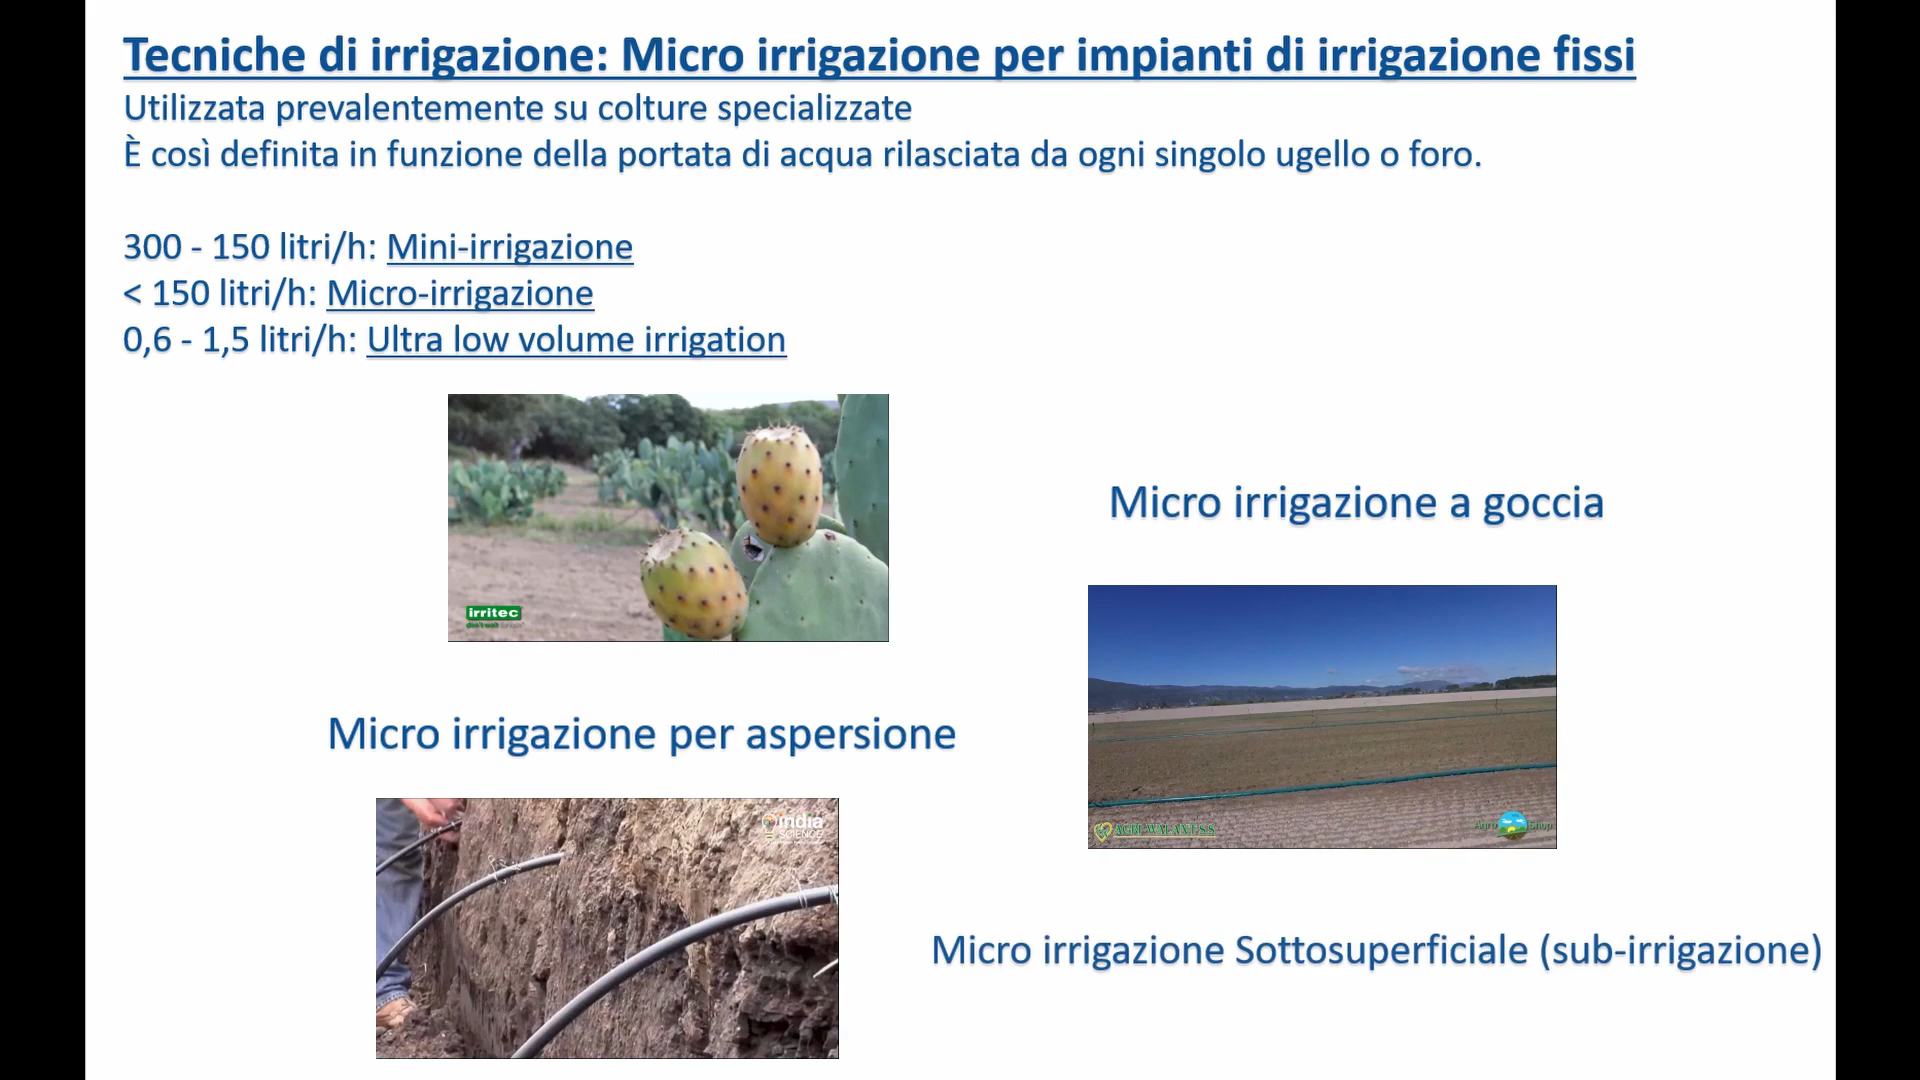 Tecniche di irrigazione: Micro irrigazione per impianti di irrigazione fissi
Utilizzata prevalentemente su colture specializzate
È così definita in funzione della portata di acqua rilasciata da ogni singolo ugello o foro.
300 - 150 litri/h: Mini-irrigazione
< 150 litri/h: Micro-irrigazione
0,6 - 1,5 litri/h: Ultra low volume irrigation
irritec
Micro irrigazione a goccia
Micro irrigazione per aspersione
india
SCIENCE
Agro Shop
Micro irrigazione Sottosuperficiale (sub-irrigazione)